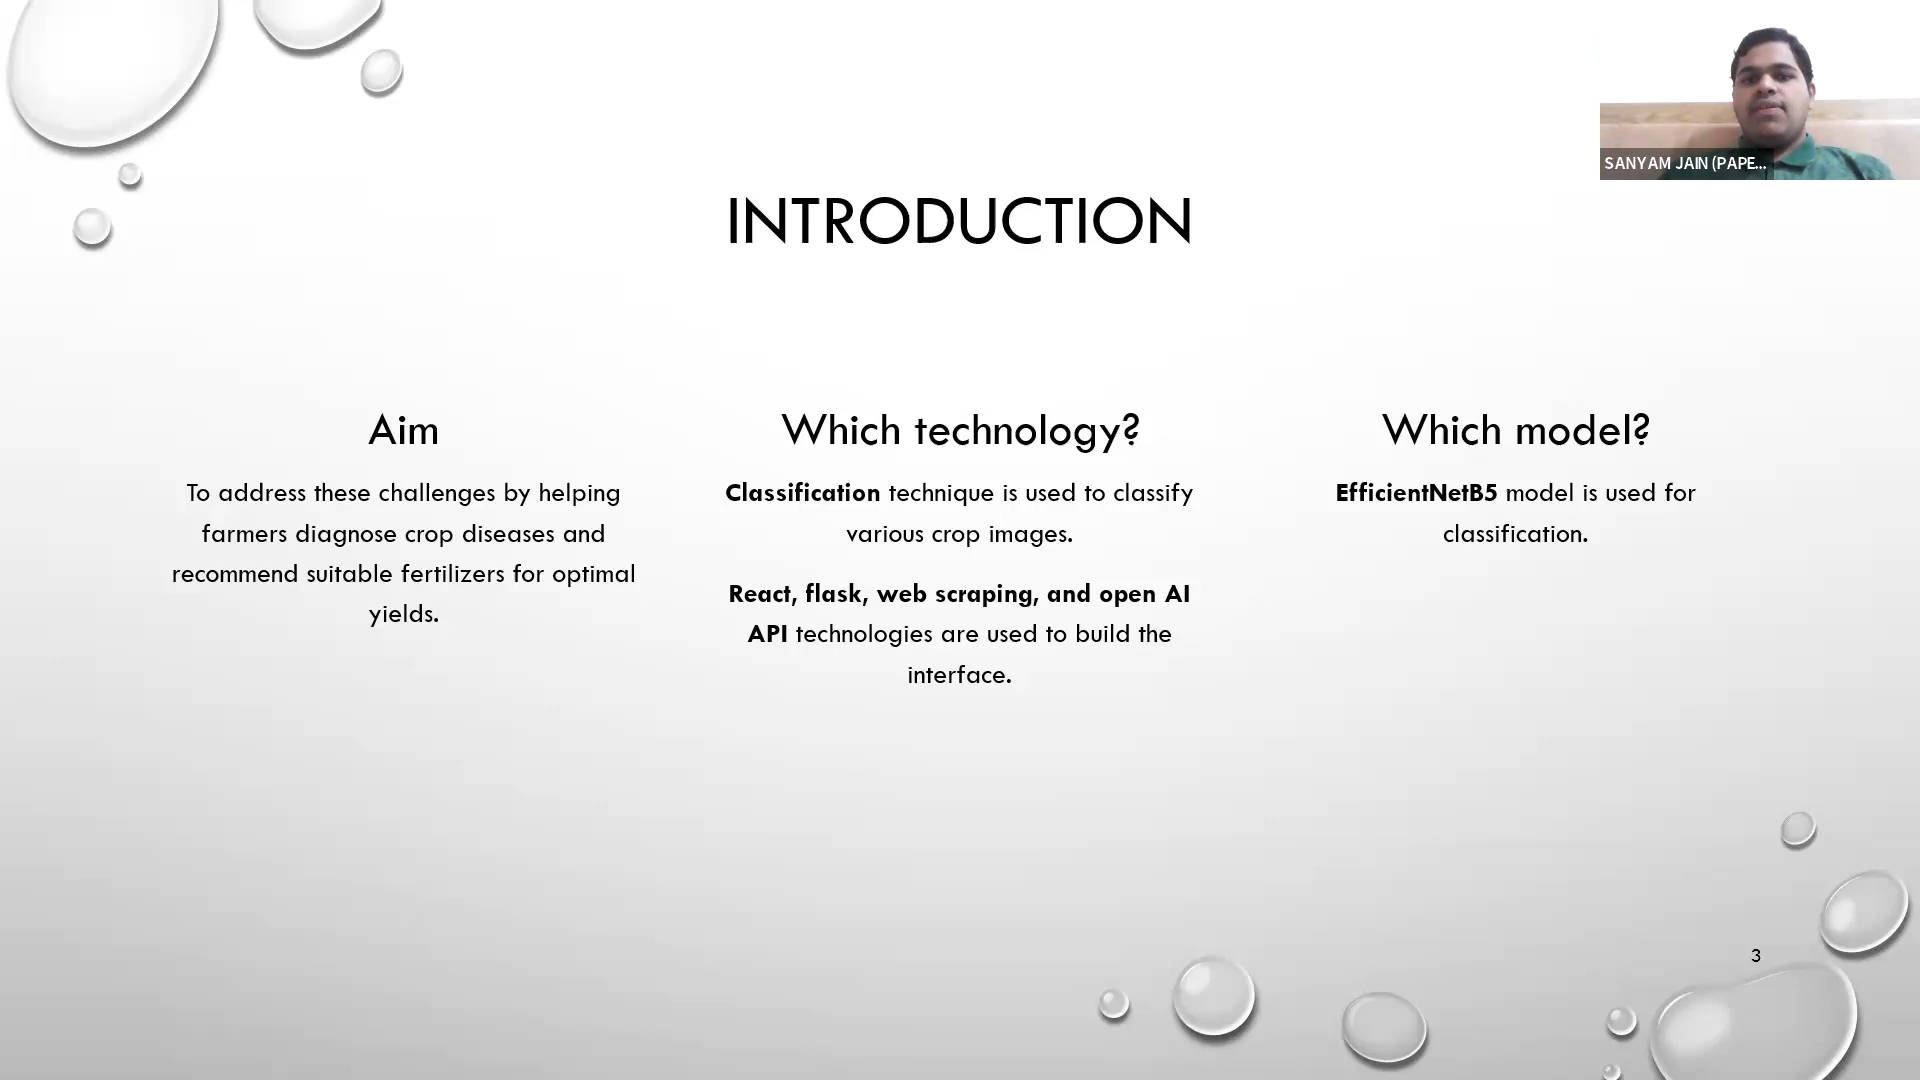 SANYAM JAIN (PAPE...
INTRODUCTION
Aim
To address these challenges by helping
farmers diagnose crop diseases and
recommend suitable fertilizers for optimal
yields.
Which technology?
Classification technique is used to classify
various crop images.
React, flask, web scraping, and open AI
API technologies are used to build the
interface.
Which model?
EfficientNetB5 model is used for
classification.
3